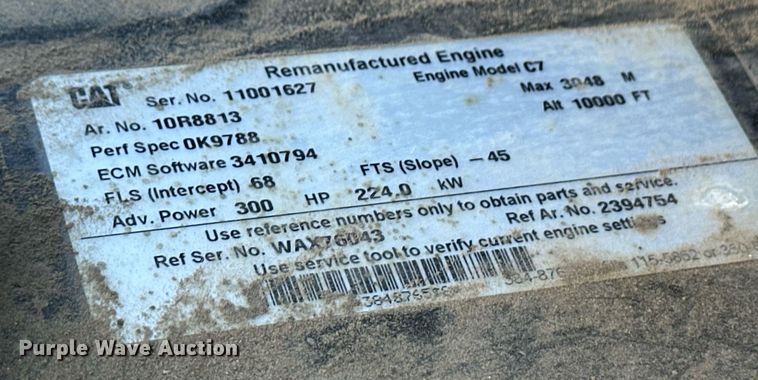 Remanufactured Engine
CAT Ser. No. 11001627 Engine Model C7
Ar. No. 10R8813 Max 3048 M
Perf Spec 0K9788 Alt 10000 FT
ECM Software 3410794
FLS (Intercept) 68 FTS (Slope) -45
Adv. Power 300 HP 224.0 kW
Use reference numbers only to obtain parts and service.
Ref Ser. No. WAX76043 Ref Ar. No. 2394754
Use service tool to verify current engine settings
Purple Wave Auction